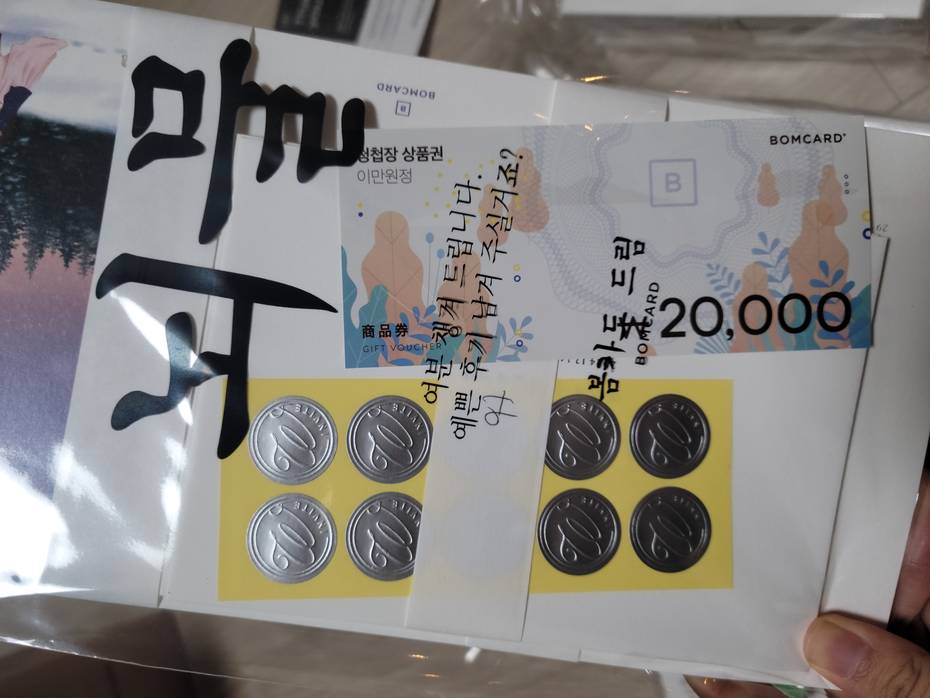 BOMCARD
B
청첩장 상품권
이만원정
BOMCARD
B
商品券
GIFT VOUCHER
BOMCARD
20,000
여분 챙겨 드립니다.
예쁜 후기 남겨 주실거죠?
봄카드 드림